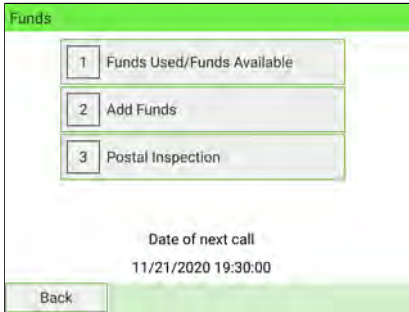 Funds
1 Funds Used/Funds Available
2 Add Funds
3 Postal Inspection
Date of next call
11/21/2020 19:30:00
Back